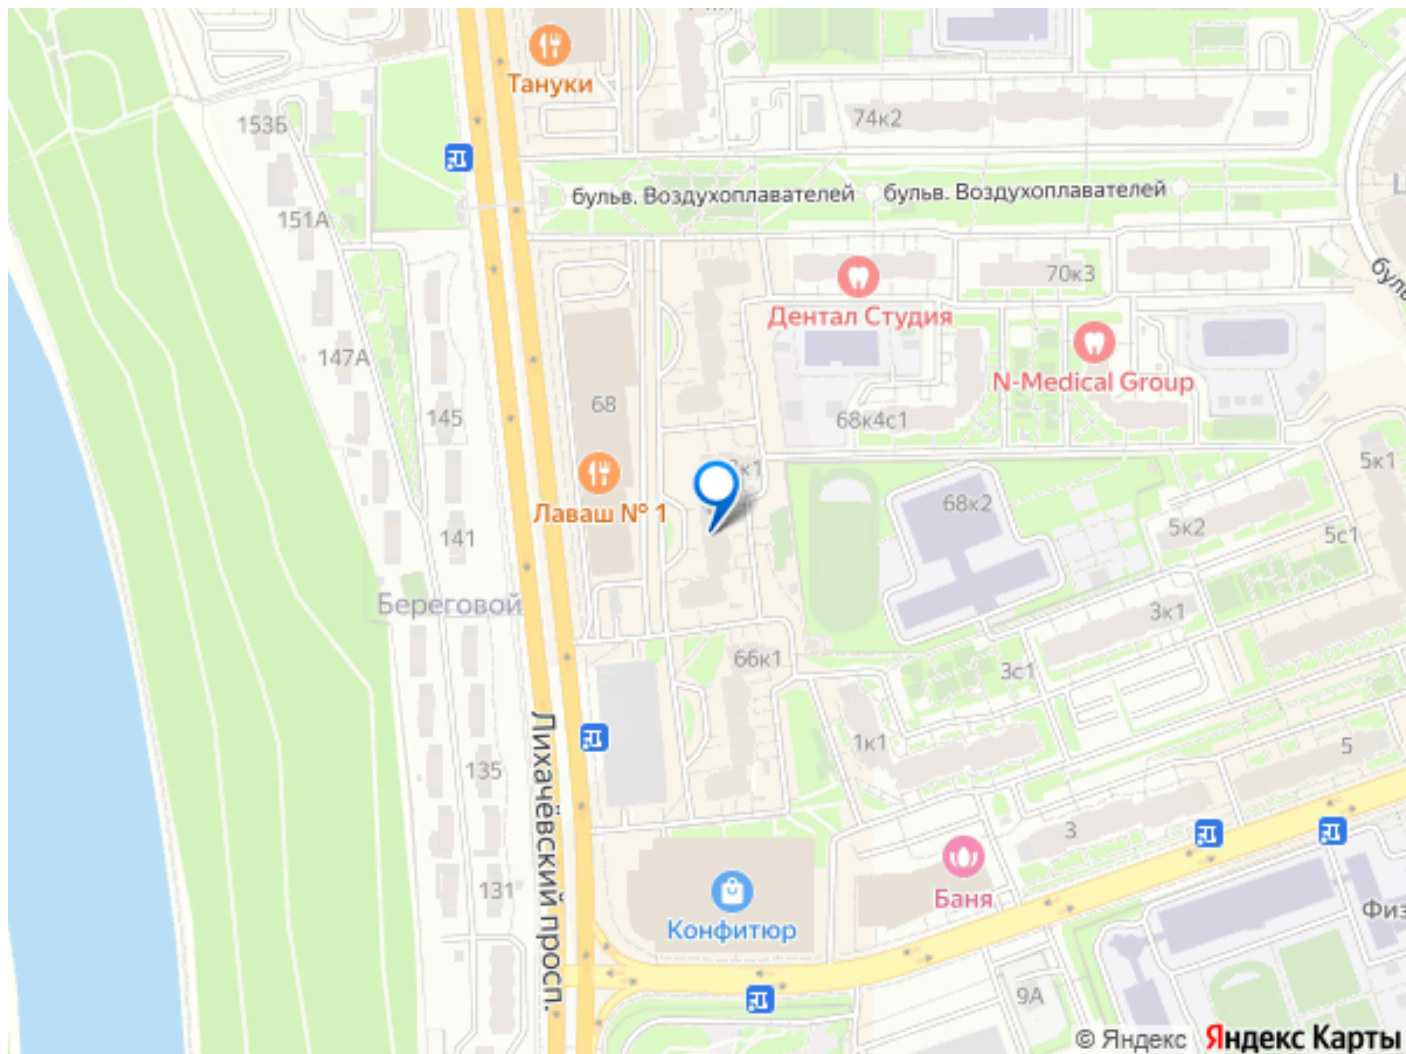 Тануки
153Б
74к2
бульв. Воздухоплавателей
бульв. Воздухоплавателей
151А
70к3
Дентал Студия
147А
N-Medical Group
68
145
68к4с1
5к1
68к2
Лаваш № 1
5к2
141
5с1
Береговой
3к1
66к1
3с1
Лихачёвский просп.
1к1
5
135
3
131
Баня
Конфитюр
9А
© Яндекс Яндекс Карты